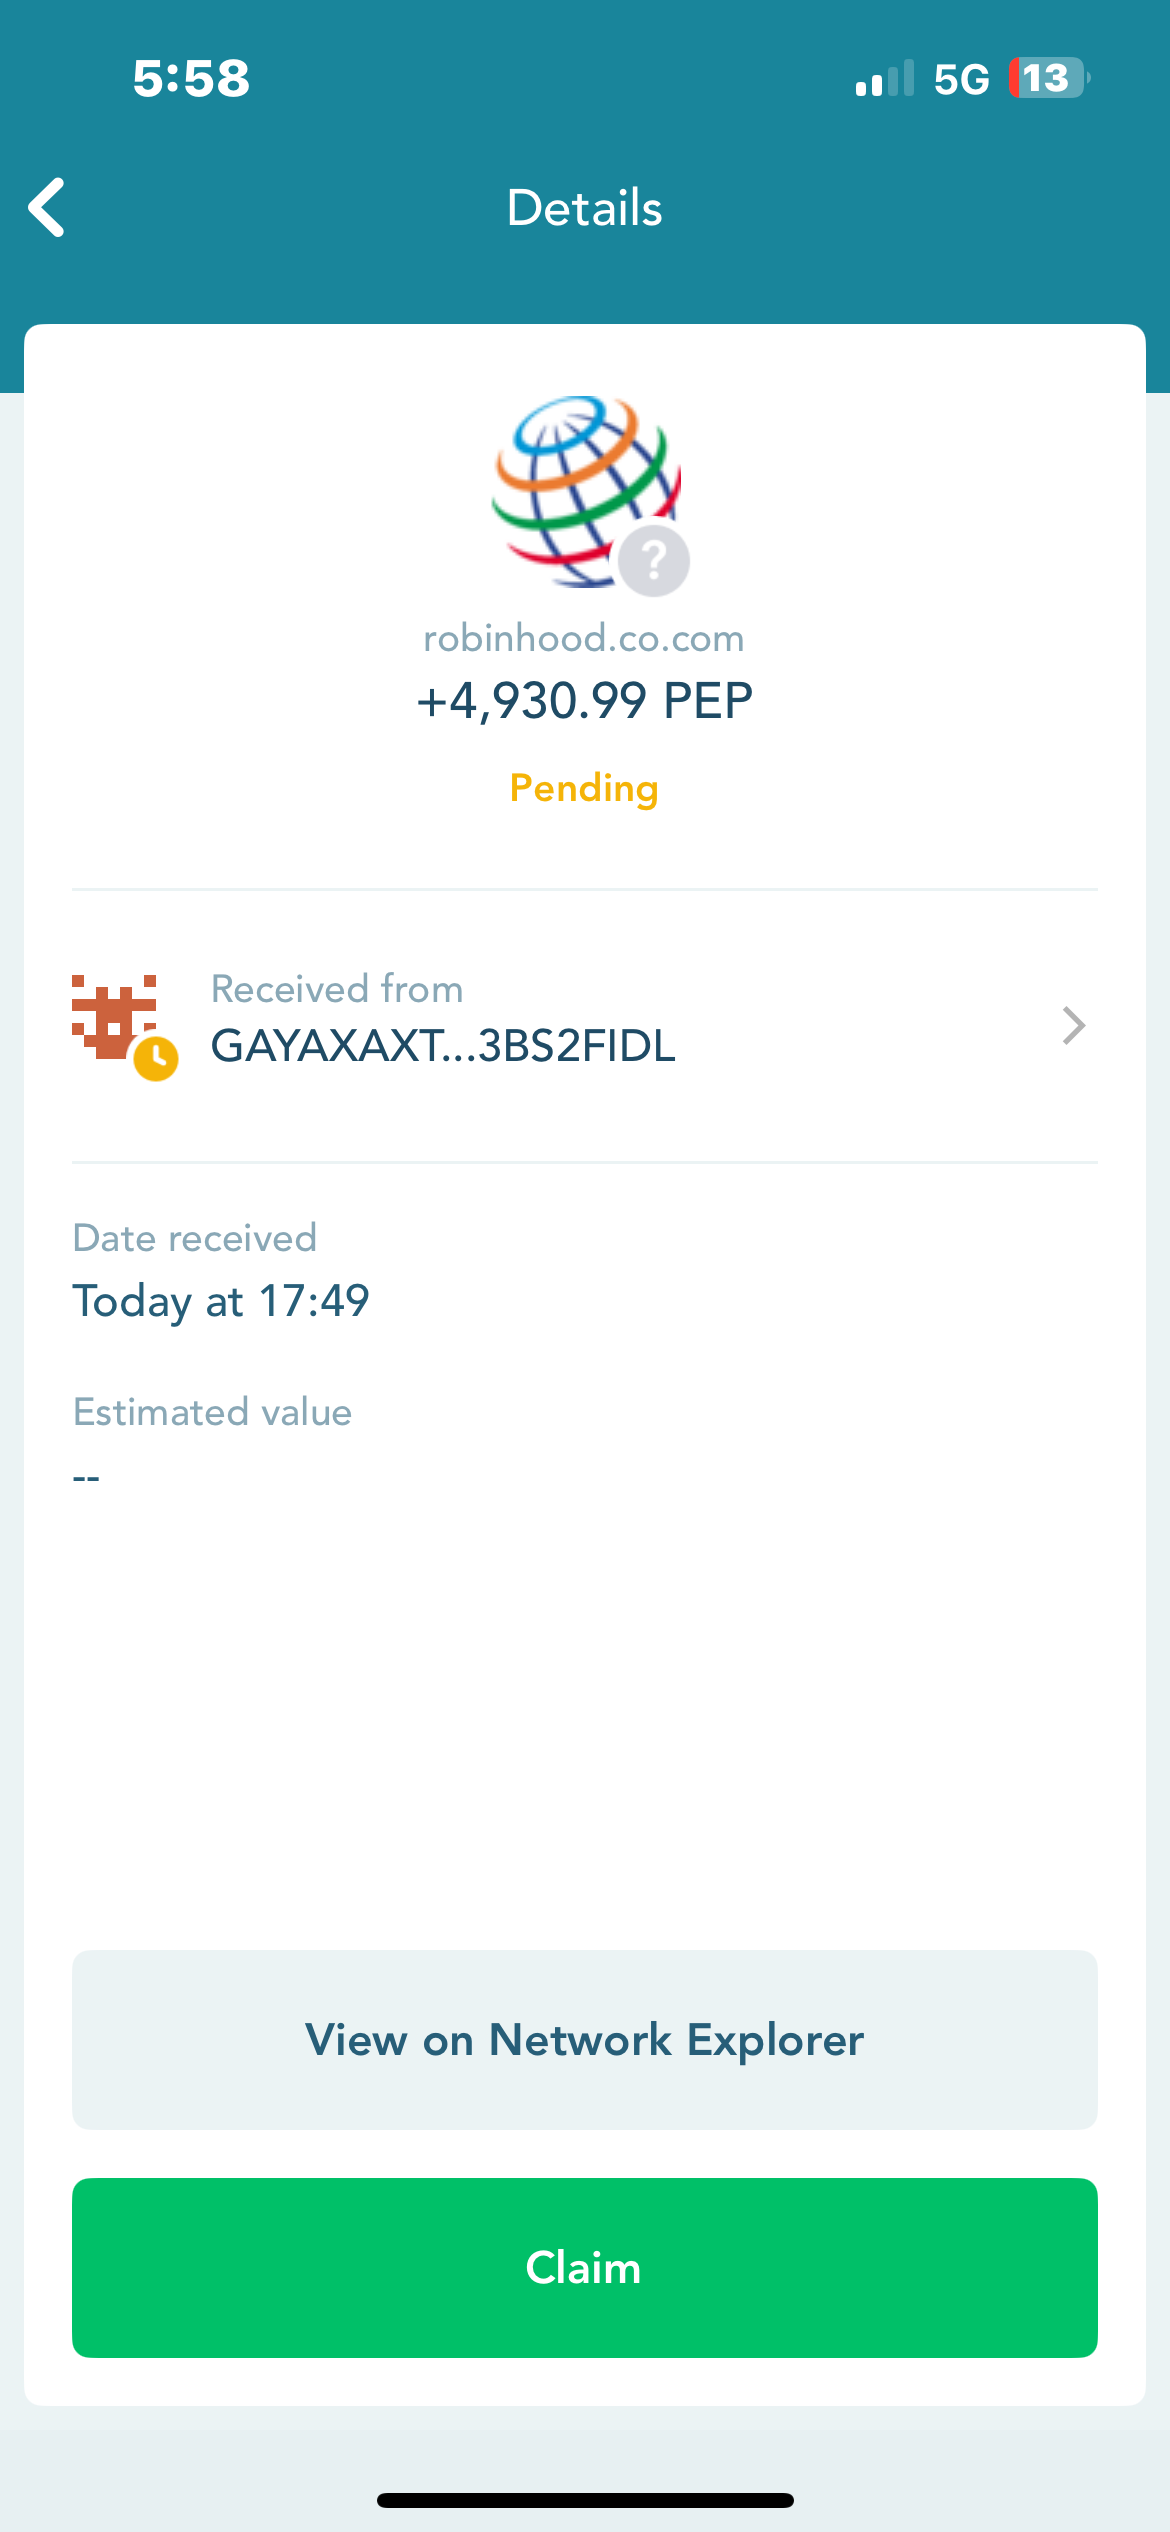 5:58
5G 13
Details
?
robinhood.co.com
+4,930.99 PEP
Pending
Received from
GAYAXAXT...3BS2FIDL
Date received
Today at 17:49
Estimated value
--
View on Network Explorer
Claim